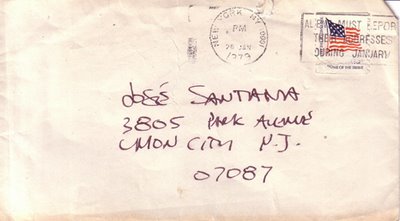 NEW YORK, NY
PM
26 JAN
1979
ALIENS MUST REPORT
THEIR ADDRESSES
DURING JANUARY
José SANTANA
3805 PARK AVENUE
UNION CITY N.J.
07087